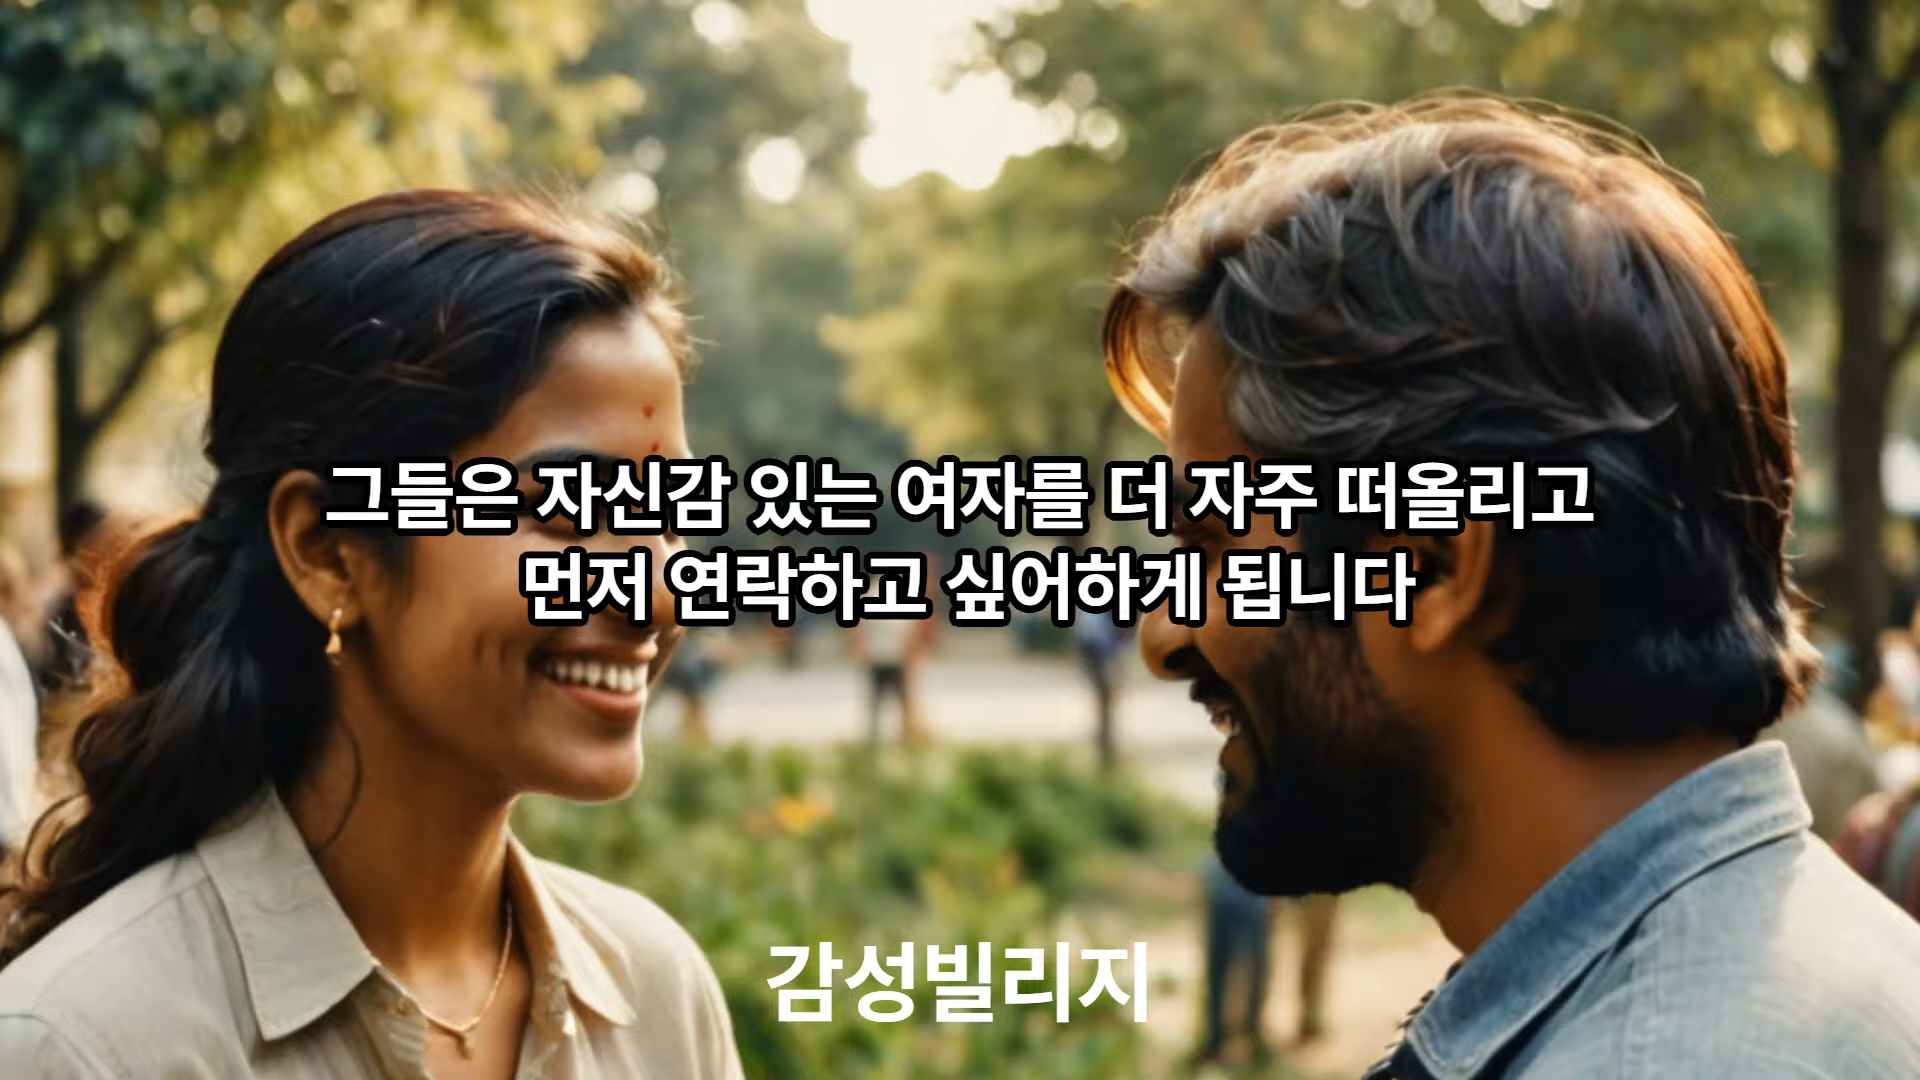 그들은 자신감 있는 여자를 더 자주 떠올리고
먼저 연락하고 싶어하게 됩니다
감성빌리지